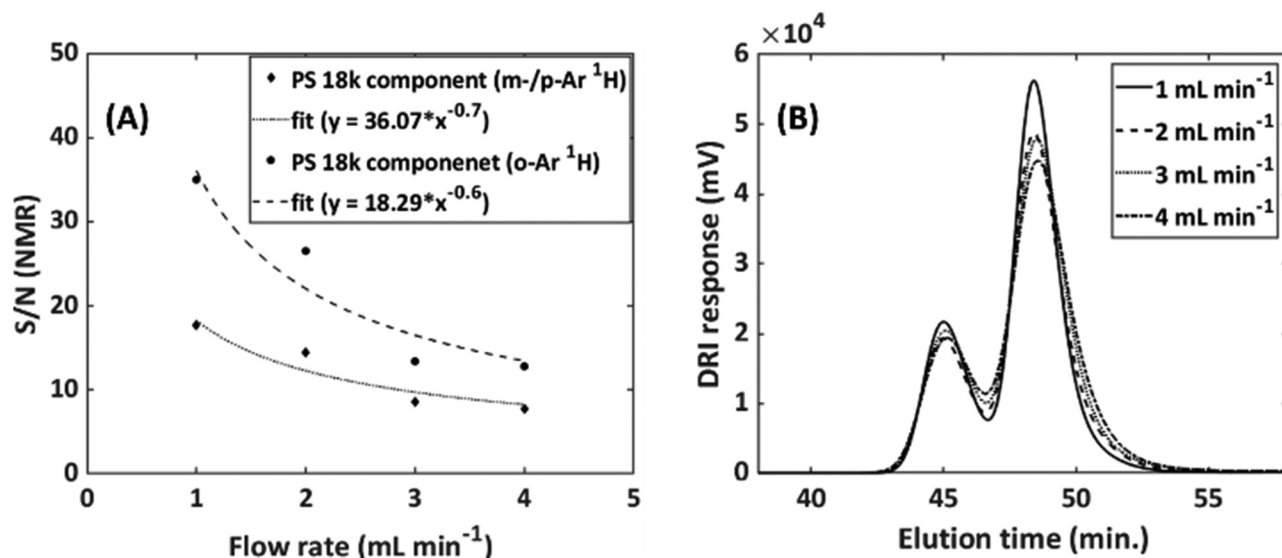 50
40
30
20
10
0
S/N (NMR)
(A)
PS 18k component (m-/p-Ar ¹H)
fit (y = 36.07*x⁻⁰·⁷)
PS 18k componenet (o-Ar ¹H)
fit (y = 18.29*x⁻⁰·⁶)
0 1 2 3 4 5
Flow rate (mL min⁻¹)
×10⁴
6
5
4
3
2
1
0
DRI response (mV)
(B)
1 mL min⁻¹
2 mL min⁻¹
3 mL min⁻¹
4 mL min⁻¹
40 45 50 55
Elution time (min.)